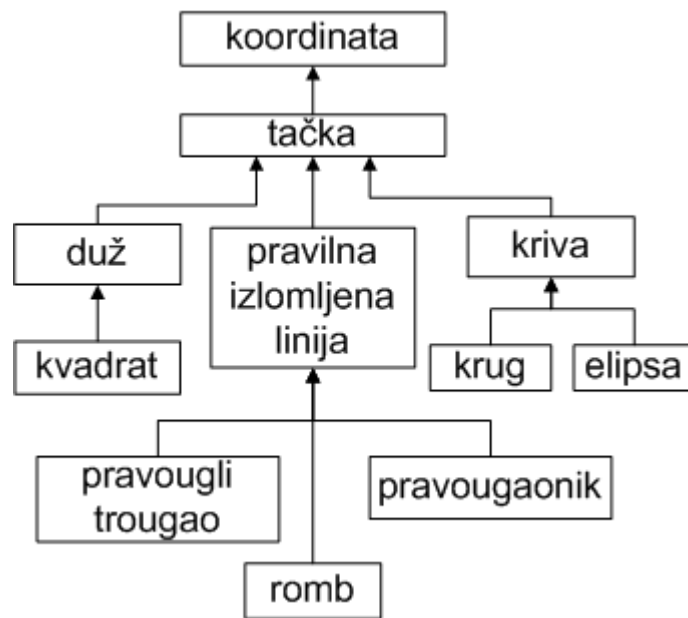 koordinata
tačka
duž
pravilna
izlomljena
linija
kriva
kvadrat
krug
elipsa
pravougli
trougao
pravougaonik
romb